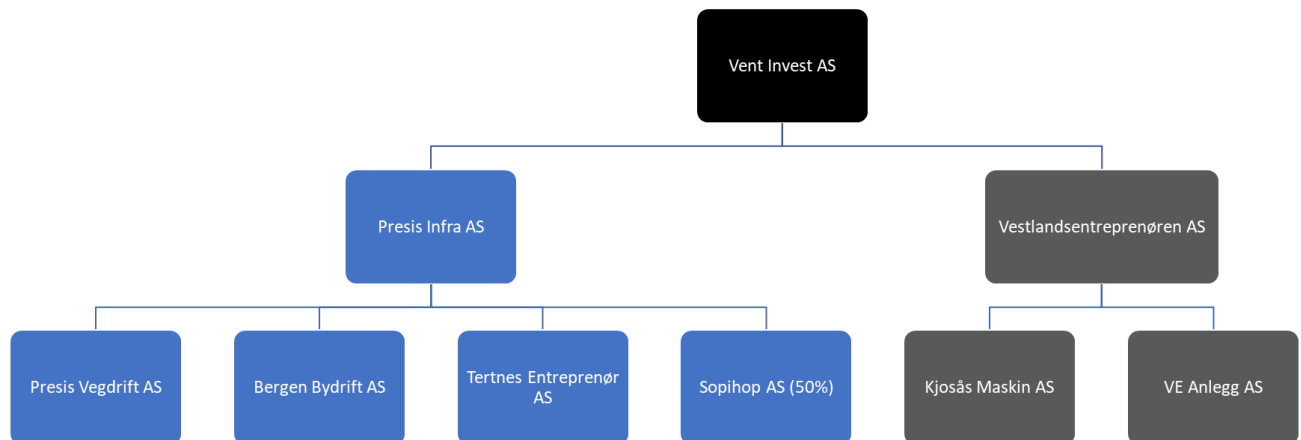 Vent Invest AS
Presis Infra AS
Vestlandsentreprenøren AS
Presis Vegdrift AS
Bergen Bydrift AS
Tertnes Entreprenør
AS
Sopihop AS (50%)
Kjosås Maskin AS
VE Anlegg AS